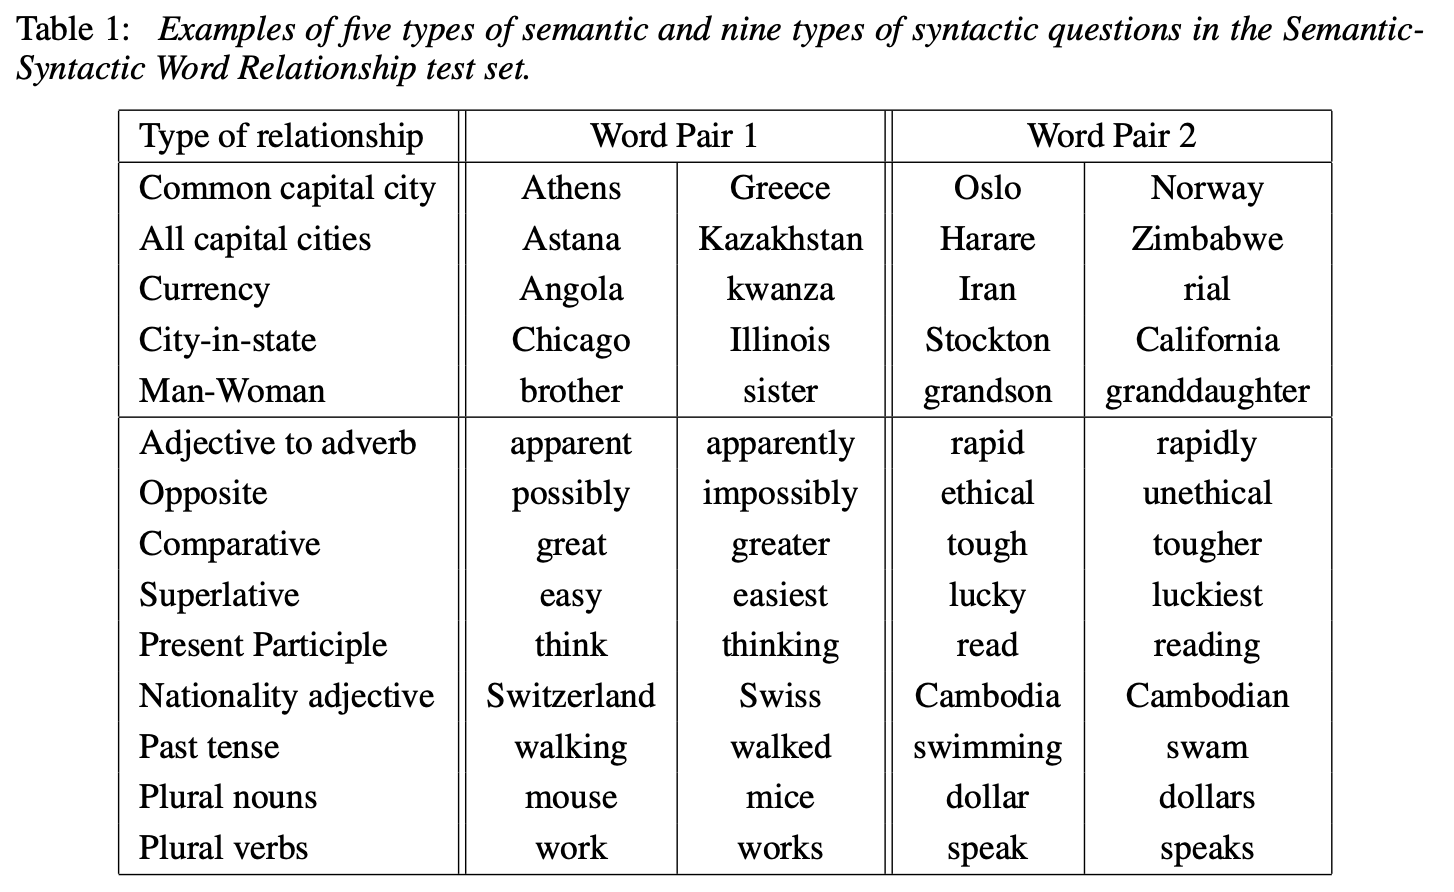 Table 1: Examples of five types of semantic and nine types of syntactic questions in the Semantic-
Syntactic Word Relationship test set.
Type of relationship Word Pair 1 Word Pair 2
Common capital city Athens Greece Oslo Norway
All capital cities Astana Kazakhstan Harare Zimbabwe
Currency Angola kwanza Iran rial
City-in-state Chicago Illinois Stockton California
Man-Woman brother sister grandson granddaughter
Adjective to adverb apparent apparently rapid rapidly
Opposite possibly impossibly ethical unethical
Comparative great greater tough tougher
Superlative easy easiest lucky luckiest
Present Participle think thinking read reading
Nationality adjective Switzerland Swiss Cambodia Cambodian
Past tense walking walked swimming swam
Plural nouns mouse mice dollar dollars
Plural verbs work works speak speaks